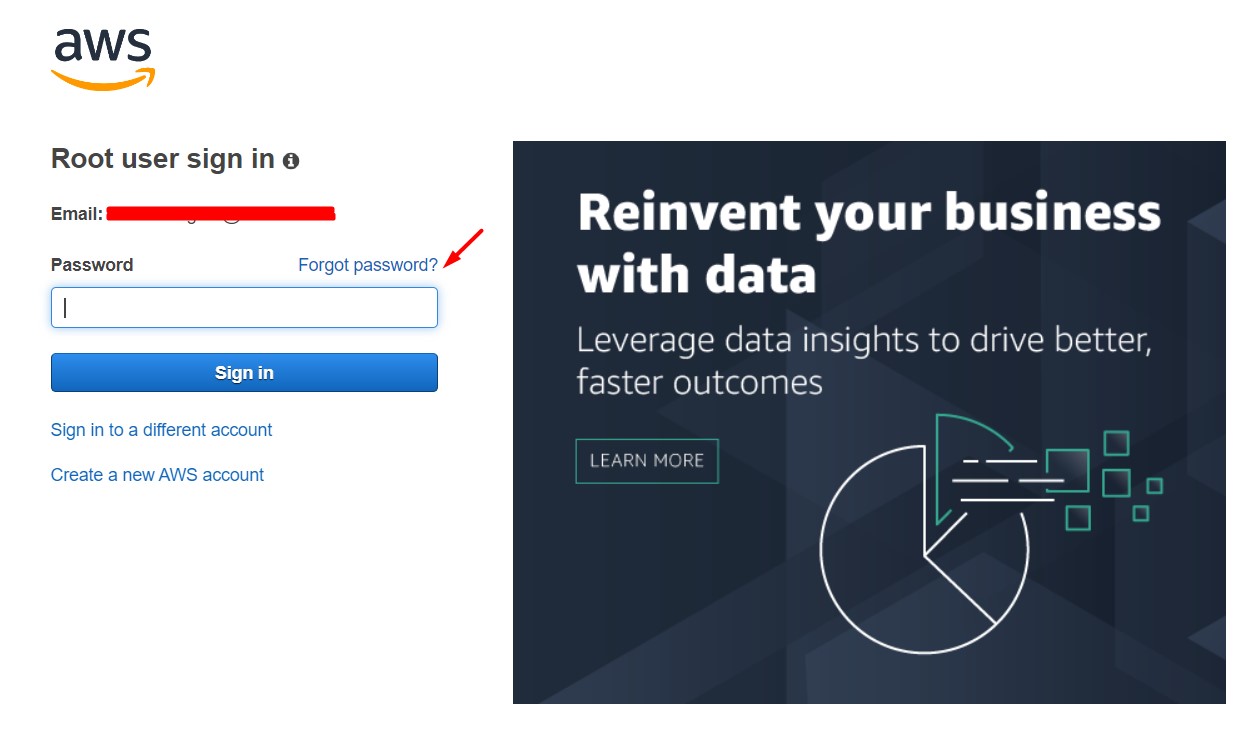 aws
Root user sign in
Email:
Password
Forgot password?
Sign in
Sign in to a different account
Create a new AWS account
Reinvent your business
with data
Leverage data insights to drive better,
faster outcomes
LEARN MORE